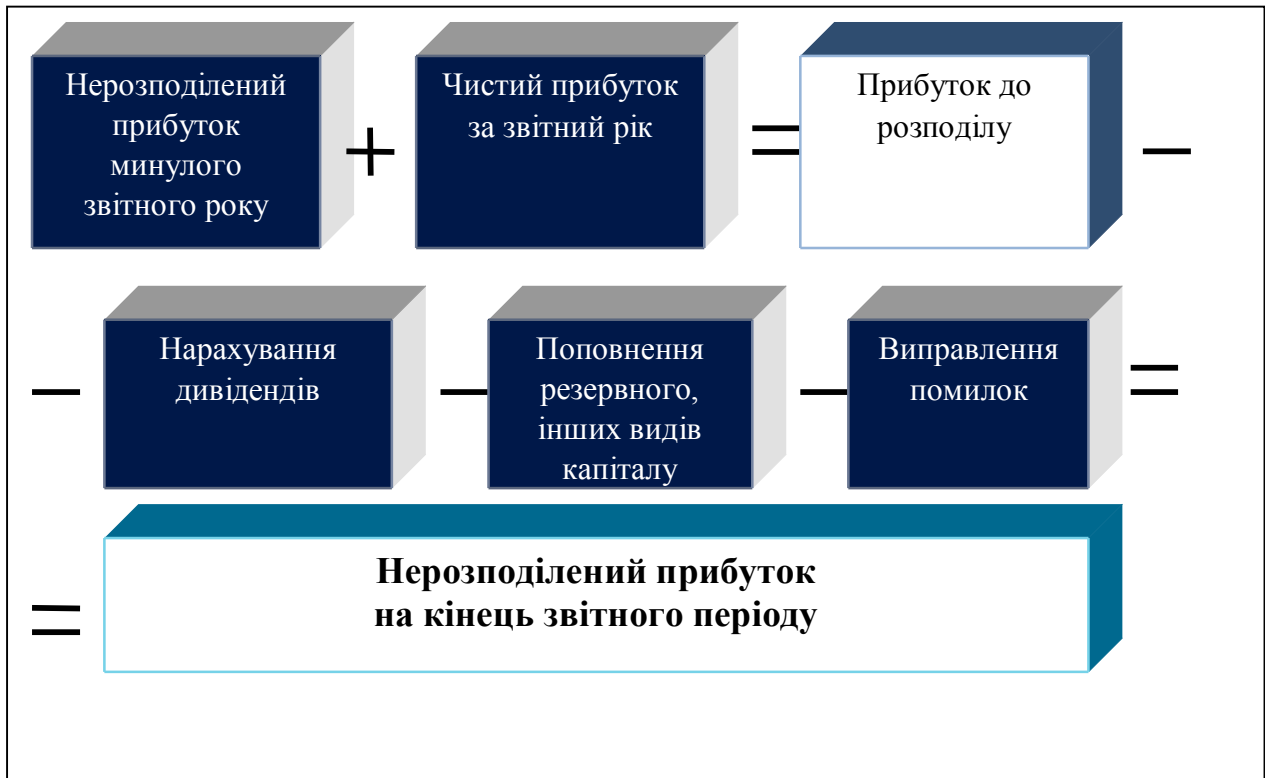 Нерозподілений
прибуток
минулого
звітного року
+
Чистий прибуток
за звітний рік
=
Прибуток до
розподілу
–
–
Нарахування
дивідендів
–
Поповнення
резервного,
інших видів
капіталу
–
Виправлення
помилок
=
=
Нерозподілений прибуток
на кінець звітного періоду